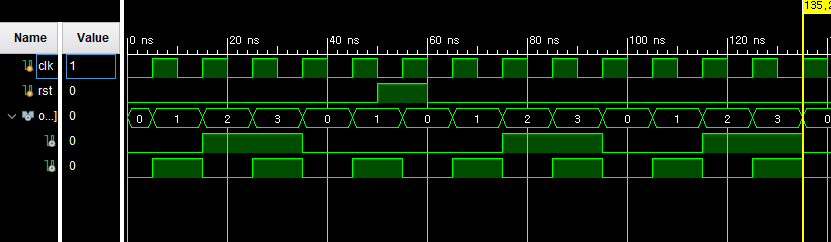 135,2
Name Value 0 ns 20 ns 40 ns 60 ns 80 ns 100 ns 120 ns
clk 1
rst 0
o...] 0 0 1 2 3 0 1 0 1 2 3 0 1 2 3 0
0
0